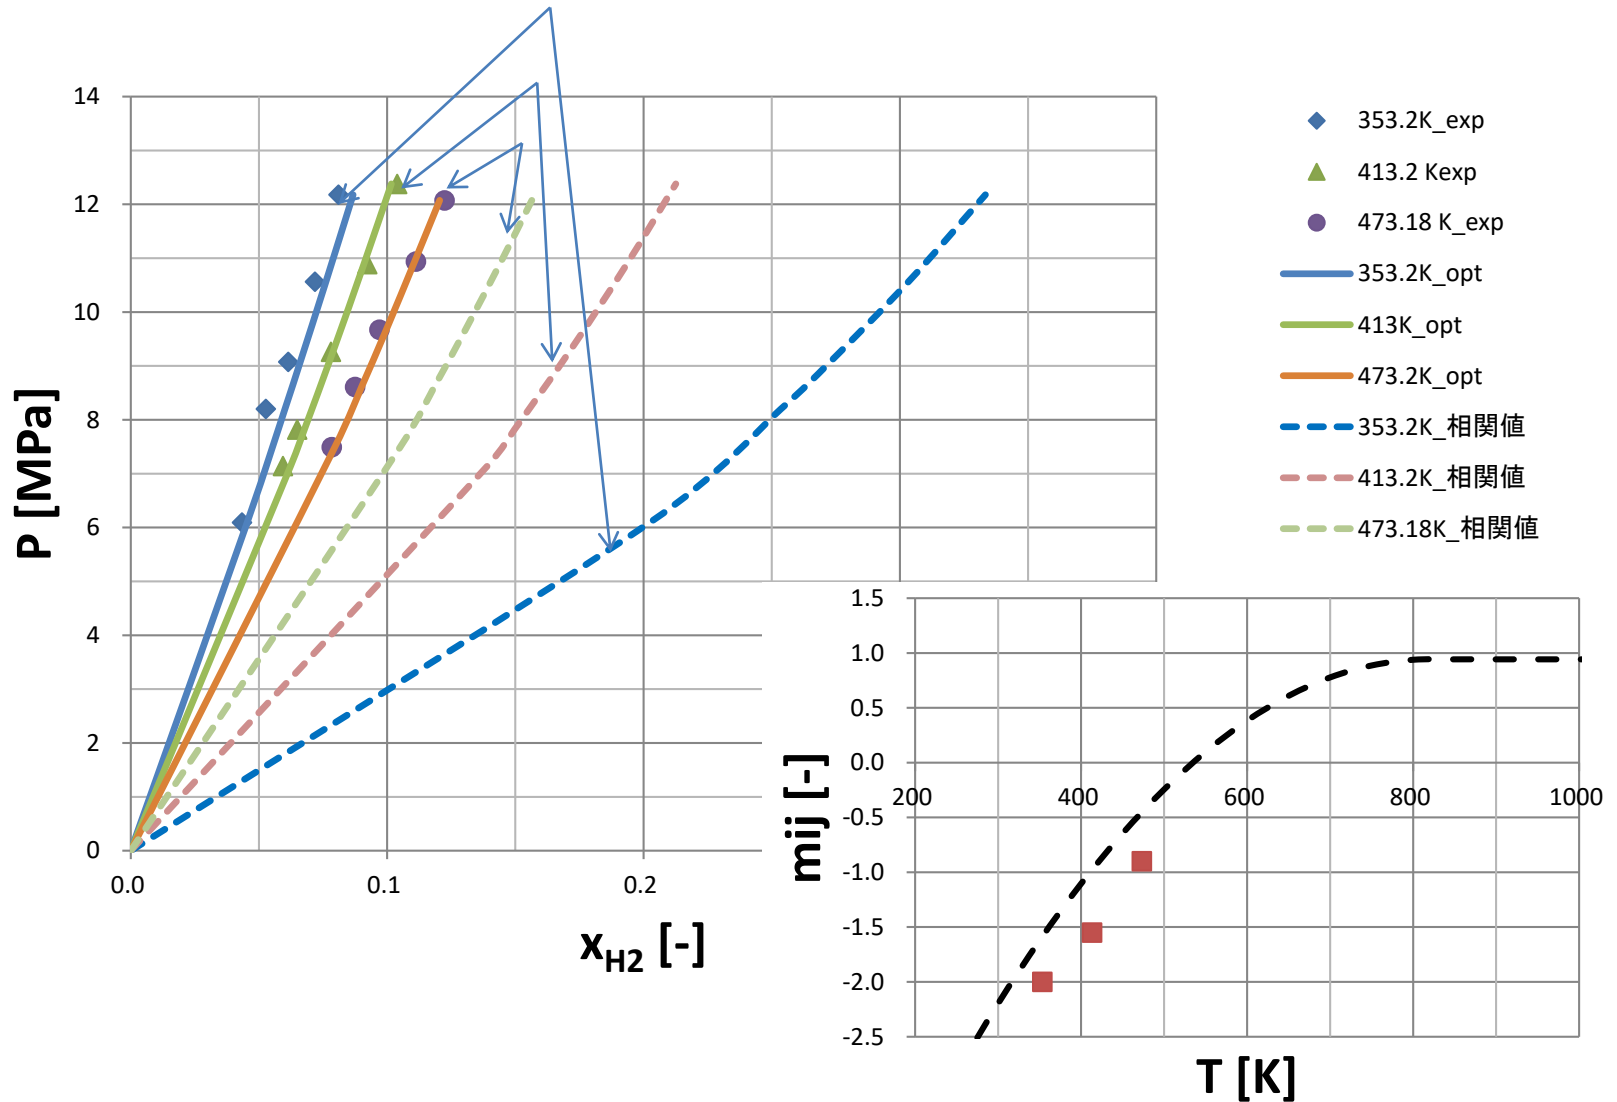 14
12
10
8
6
4
2
0
P [MPa]
0.0
0.1
0.2
xH2 [-]
353.2K_exp
413.2 Kexp
473.18 K_exp
353.2K_opt
413K_opt
473.2K_opt
353.2K_相関値
413.2K_相関値
473.18K_相関値
1.5
1.0
0.5
0.0
-0.5
-1.0
-1.5
-2.0
-2.5
mij [-]
200
400
600
800
1000
T [K]